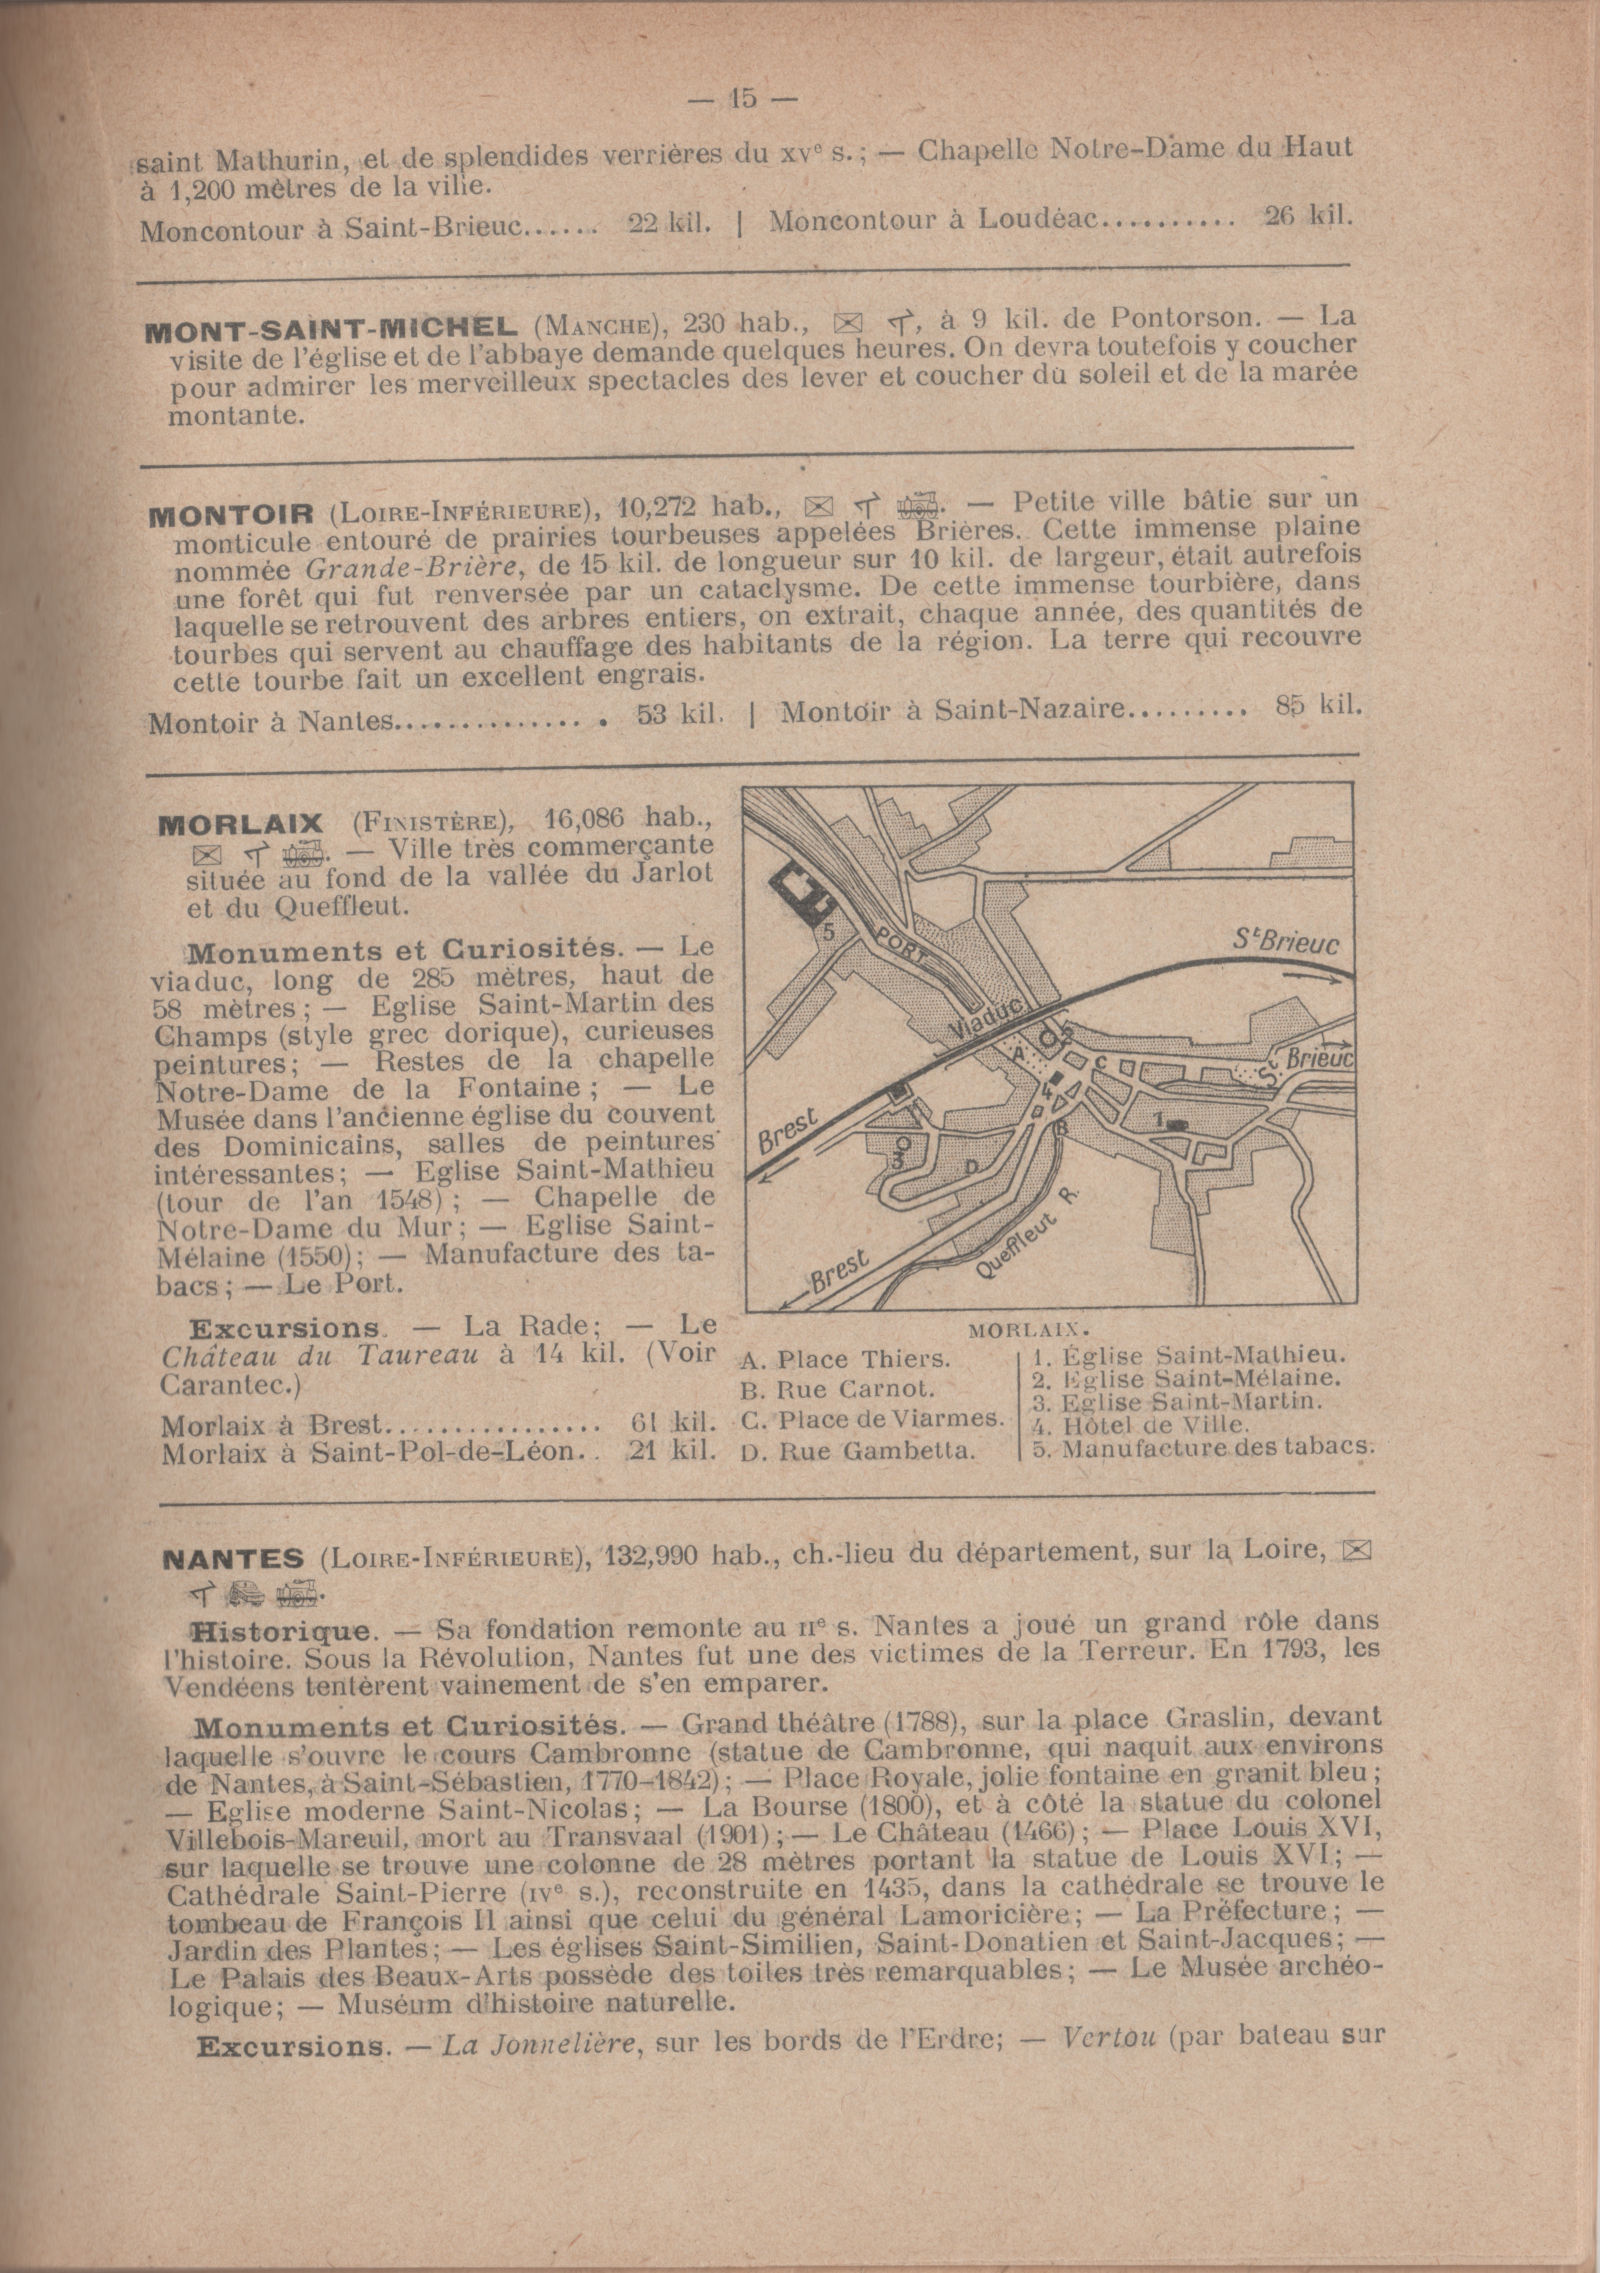 — 15 —
saint Mathurin, et de splendides verrières du XVe s. ; — Chapelle Notre-Dame du Haut
à 1,200 mètres de la ville.
Moncontour à Saint-Brieuc...... 22 kil. | Moncontour à Loudéac........... 26 kil.
MONT-SAINT-MICHEL (MANCHE), 230 hab., à 9 kil. de Pontorson. — La
visite de l'église et de l'abbaye demande quelques heures. On devra toutefois y coucher
pour admirer les merveilleux spectacles des lever et coucher du soleil et de la marée
montante.
MONTOIR (LOIRE-INFÉRIEURE), 10,272 hab., — Petite ville bâtie sur un
monticule entouré de prairies tourbeuses appelées Brières. Cette immense plaine
nommée Grande-Brière, de 15 kil. de longueur sur 10 kil. de largeur, était autrefois
une forêt qui fut renversée par un cataclysme. De cette immense tourbière, dans
laquelle se retrouvent des arbres entiers, on extrait, chaque année, des quantités de
tourbes qui servent au chauffage des habitants de la région. La terre qui recouvre
cette tourbe fait un excellent engrais.
Montoir à Nantes............... 53 kil. | Montoir à Saint-Nazaire......... 85 kil.
MORLAIX (FINISTÈRE), 16,086 hab.,
— Ville très commerçante
située au fond de la vallée du Jarlot
et du Queffleut.
Monuments et Curiosités. — Le
viaduc, long de 285 mètres, haut de
58 mètres ; — Eglise Saint-Martin des
Champs (style grec dorique), curieuses
peintures ; — Restes de la chapelle
Notre-Dame de la Fontaine ; — Le
Musée dans l'ancienne église du couvent
des Dominicains, salles de peintures
intéressantes ; — Eglise Saint-Mathieu
(tour de l'an 1548) ; — Chapelle de
Notre-Dame du Mur ; — Eglise Saint-
Mélaine (1550) ; — Manufacture des ta-
bacs ; — Le Port.
Excursions. — La Rade ; — Le
Château du Taureau à 14 kil. (Voir
Carantec.)
Morlaix à Brest................ 61 kil.
Morlaix à Saint-Pol-de-Léon.. 21 kil.
5
PORT
St Brieuc
Viaduc
A
2
C
St Brieuc
4
1
Brest
B
3
D
Queffleut R.
Brest
MORLAIX.
A. Place Thiers.
B. Rue Carnot.
C. Place de Viarmes.
D. Rue Gambetta.
1. Église Saint-Mathieu.
2. Eglise Saint-Mélaine.
3. Eglise Saint-Martin.
4. Hôtel de Ville.
5. Manufacture des tabacs.
NANTES (LOIRE-INFÉRIEURE), 132,990 hab., ch.-lieu du département, sur la Loire,
Historique. — Sa fondation remonte au IIe s. Nantes a joué un grand rôle dans
l'histoire. Sous la Révolution, Nantes fut une des victimes de la Terreur. En 1793, les
Vendéens tentèrent vainement de s'en emparer.
Monuments et Curiosités. — Grand théâtre (1788), sur la place Graslin, devant
laquelle s'ouvre le cours Cambronne (statue de Cambronne, qui naquit aux environs
de Nantes, à Saint-Sébastien, 1770-1842) ; — Place Royale, jolie fontaine en granit bleu ;
— Eglise moderne Saint-Nicolas ; — La Bourse (1800), et à côté la statue du colonel
Villebois-Mareuil, mort au Transvaal (1901) ; — Le Château (1466) ; — Place Louis XVI,
sur laquelle se trouve une colonne de 28 mètres portant la statue de Louis XVI ; —
Cathédrale Saint-Pierre (IVe s.), reconstruite en 1435, dans la cathédrale se trouve le
tombeau de François II ainsi que celui du général Lamoricière ; — La Préfecture ; —
Jardin des Plantes ; — Les églises Saint-Similien, Saint-Donatien et Saint-Jacques ; —
Le Palais des Beaux-Arts possède des toiles très remarquables ; — Le Musée archéo-
logique ; — Muséum d'histoire naturelle.
Excursions. — La Jonnelière, sur les bords de l'Erdre ; — Vertou (par bateau sur